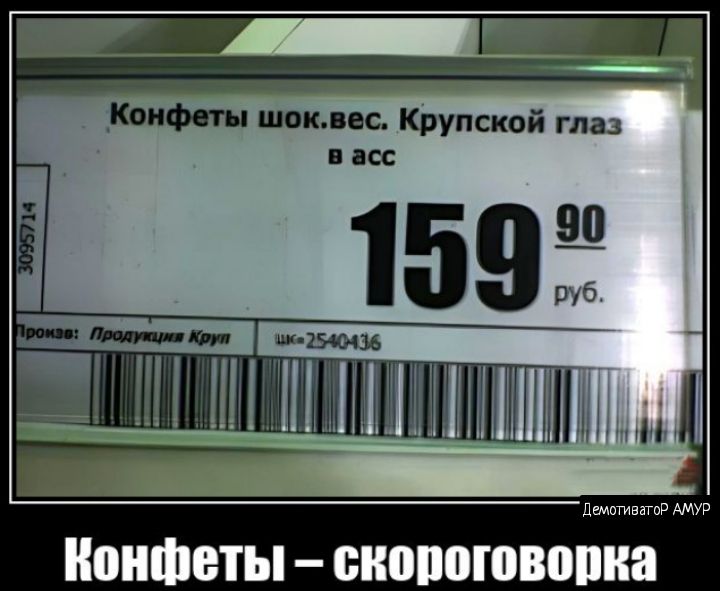 Конфеты шок.вес. Крупской глаз
в асс
3095714
159 90
руб.
Произв: Продукция Круп
шк=2540436
ДемотиватоР АМУР
Конфеты – скороговорка